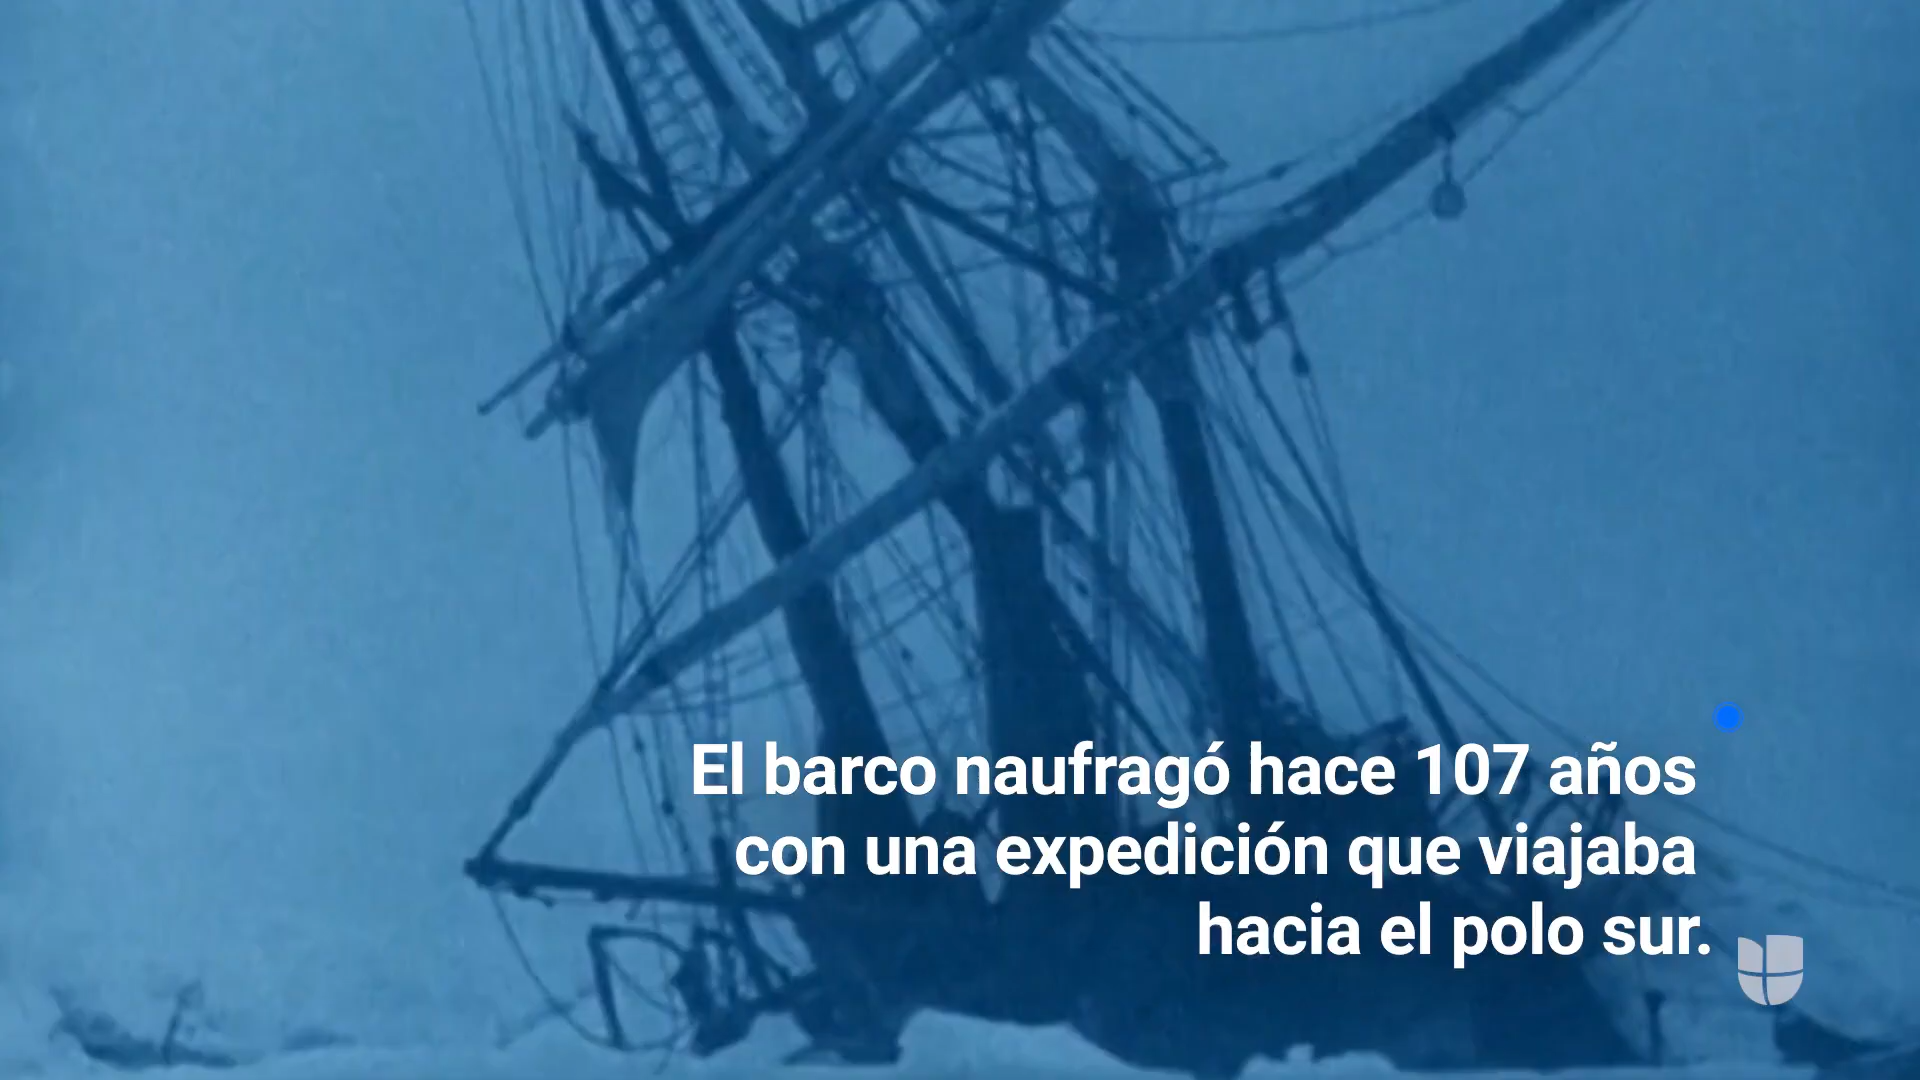 El barco naufragó hace 107 años
con una expedición que viajaba
hacia el polo sur.